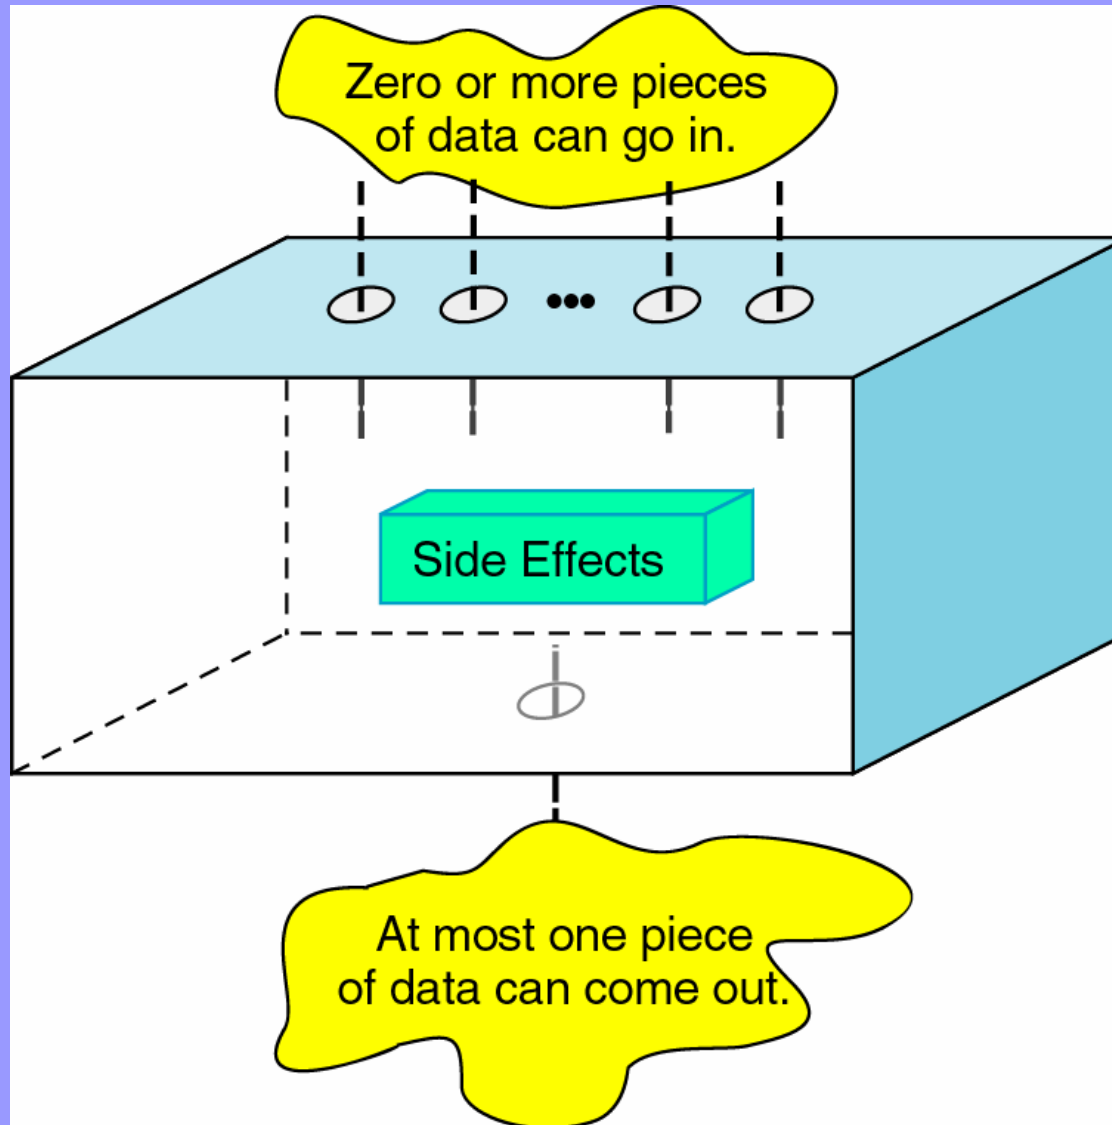 Zero or more pieces
of data can go in.
Side Effects
At most one piece
of data can come out.